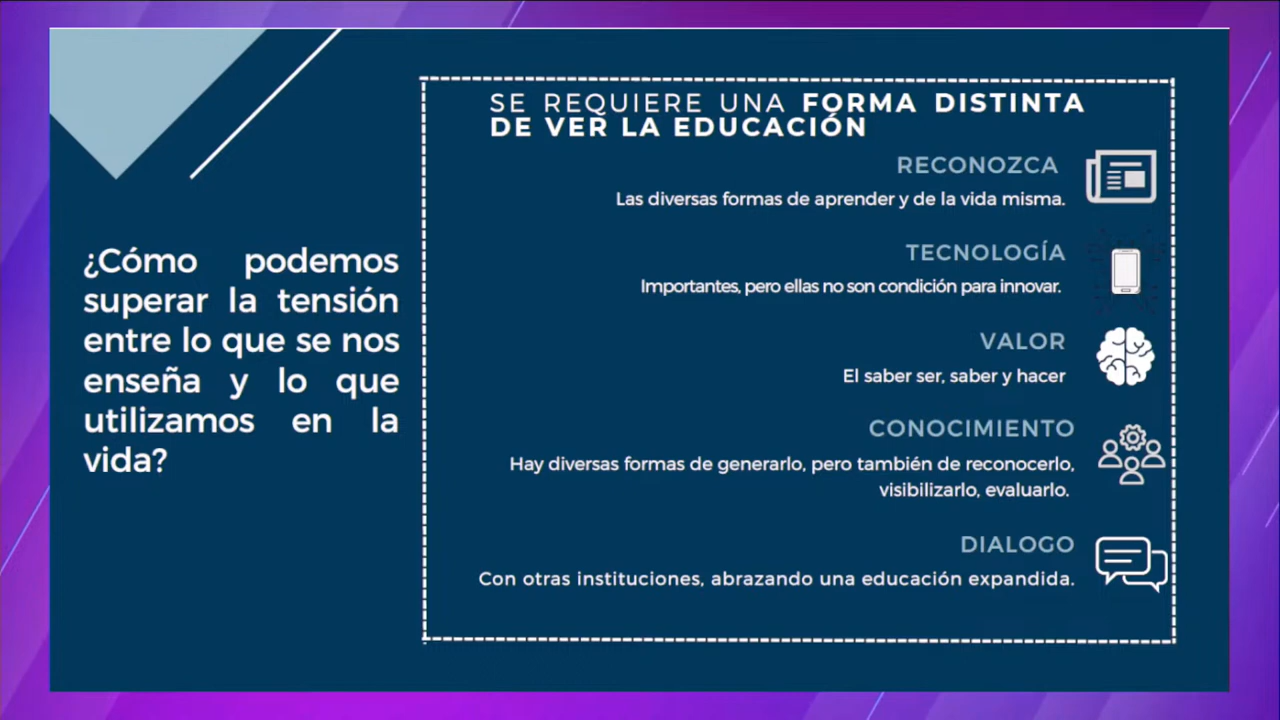 ¿Cómo podemos
superar la tensión
entre lo que se nos
enseña y lo que
utilizamos en la
vida?
SE REQUIERE UNA FORMA DISTINTA
DE VER LA EDUCACIÓN
RECONOZCA
Las diversas formas de aprender y de la vida misma.
TECNOLOGÍA
Importantes, pero ellas no son condición para innovar.
VALOR
El saber ser, saber y hacer
CONOCIMIENTO
Hay diversas formas de generarlo, pero también de reconocerlo,
visibilizarlo, evaluarlo.
DIALOGO
Con otras instituciones, abrazando una educación expandida.